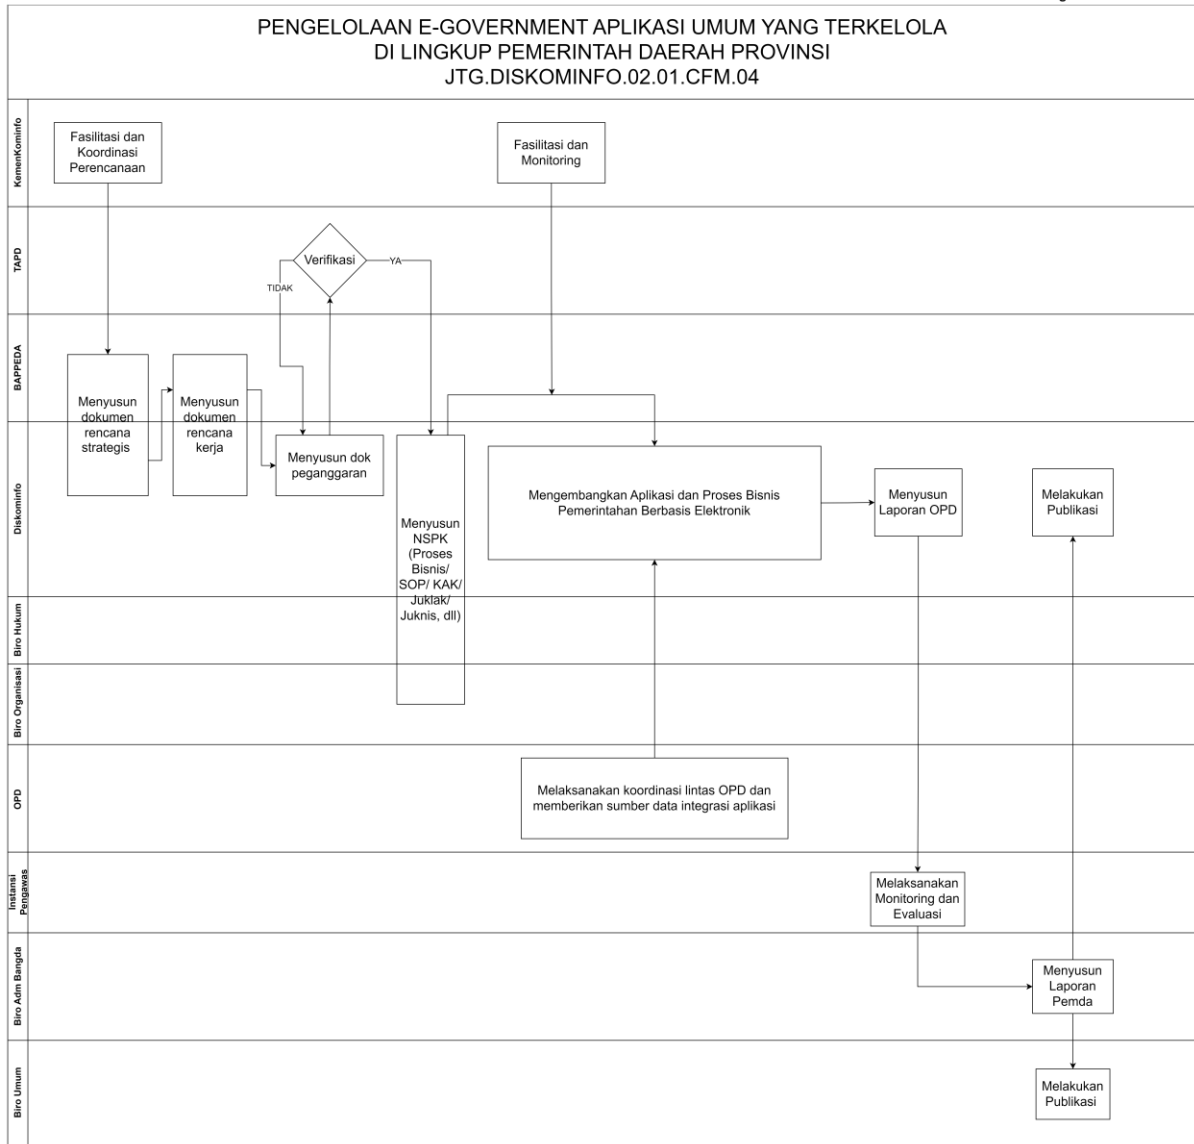 PENGELOLAAN E-GOVERNMENT APLIKASI UMUM YANG TERKELOLA
DI LINGKUP PEMERINTAH DAERAH PROVINSI
JTG.DISKOMINFO.02.01.CFM.04
KemenKominfo
Fasilitasi dan
Koordinasi
Perencanaan
Fasilitasi dan
Monitoring
TAPD
Verifikasi
TIDAK
YA
BAPPEDA
Menyusun
dokumen
rencana
strategis
Menyusun
dokumen
rencana
kerja
Diskominfo
Menyusun dok
peganggaran
Menyusun
NSPK
(Proses
Bisnis/
SOP/ KAK/
Juklak/
Juknis, dll)
Mengembangkan Aplikasi dan Proses Bisnis
Pemerintahan Berbasis Elektronik
Menyusun
Laporan OPD
Melakukan
Publikasi
Biro Hukum
Biro Organisasi
OPD
Melaksanakan koordinasi lintas OPD dan
memberikan sumber data integrasi aplikasi
Instansi
Pengawas
Melaksanakan
Monitoring dan
Evaluasi
Biro Adm Bangda
Menyusun
Laporan
Pemda
Biro Umum
Melakukan
Publikasi